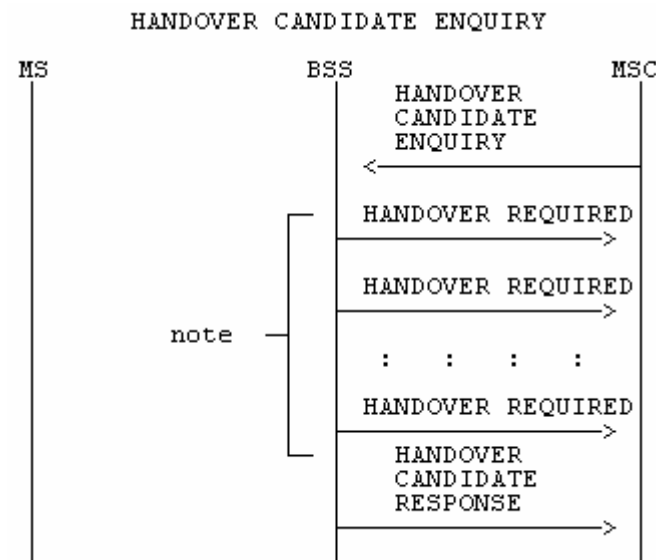 HANDOVER CANDIDATE ENQUIRY
MS BSS MSC
HANDOVER
CANDIDATE
ENQUIRY
HANDOVER REQUIRED
HANDOVER REQUIRED
note
: : : :
HANDOVER REQUIRED
HANDOVER
CANDIDATE
RESPONSE